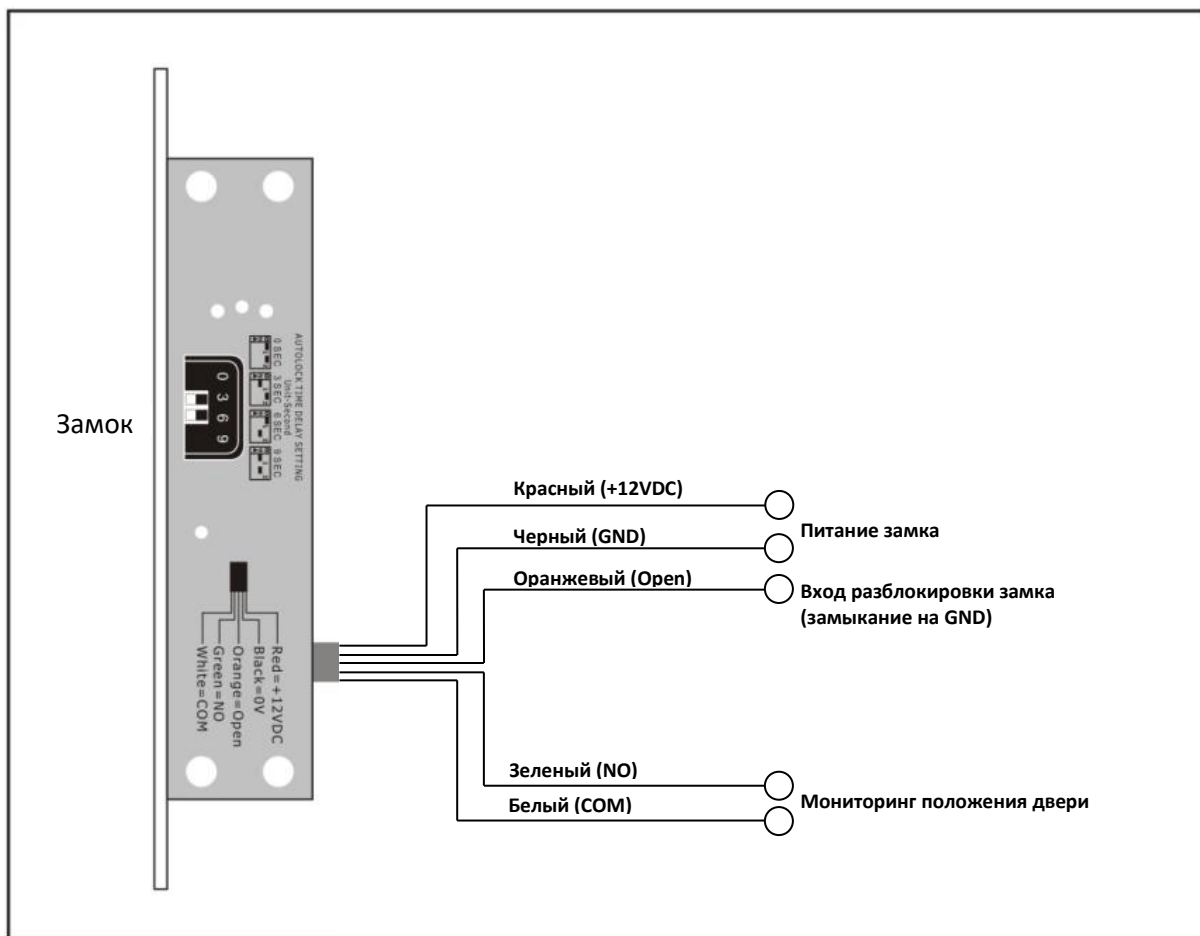 Замок
AUTOLOCK TIME DELAY SETTING
Unit-Second
0 SEC
3 SEC
6 SEC
9 SEC
0 3 6 9
Red=+12VDC
Black=0V
Orange=Open
Green=NO
White=COM
Красный (+12VDC)
Черный (GND)
Питание замка
Оранжевый (Open)
Вход разблокировки замка
(замыкание на GND)
Зеленый (NO)
Белый (COM)
Мониторинг положения двери